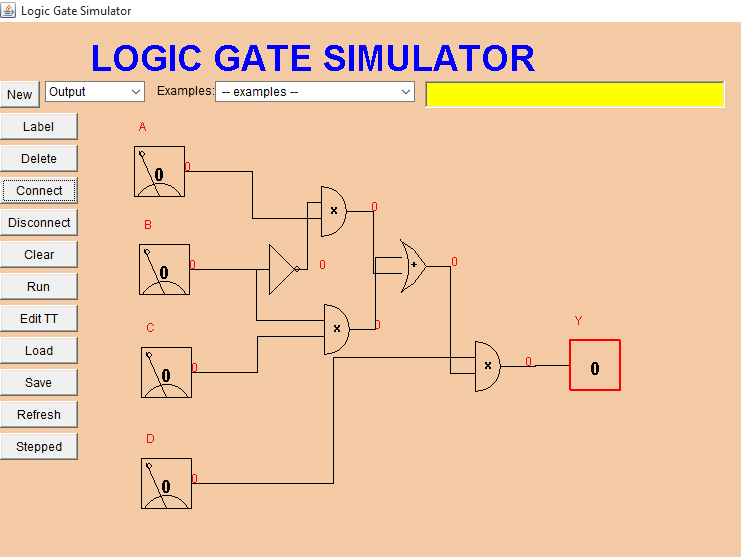 Logic Gate Simulator
LOGIC GATE SIMULATOR
New Output Examples: -- examples --
Label
Delete
Connect
Disconnect
Clear
Run
Edit TT
Load
Save
Refresh
Stepped
A
0 0
x 0
B
0 0 0
+ 0
C
0 0
x 0
Y
x 0 0
D
0 0